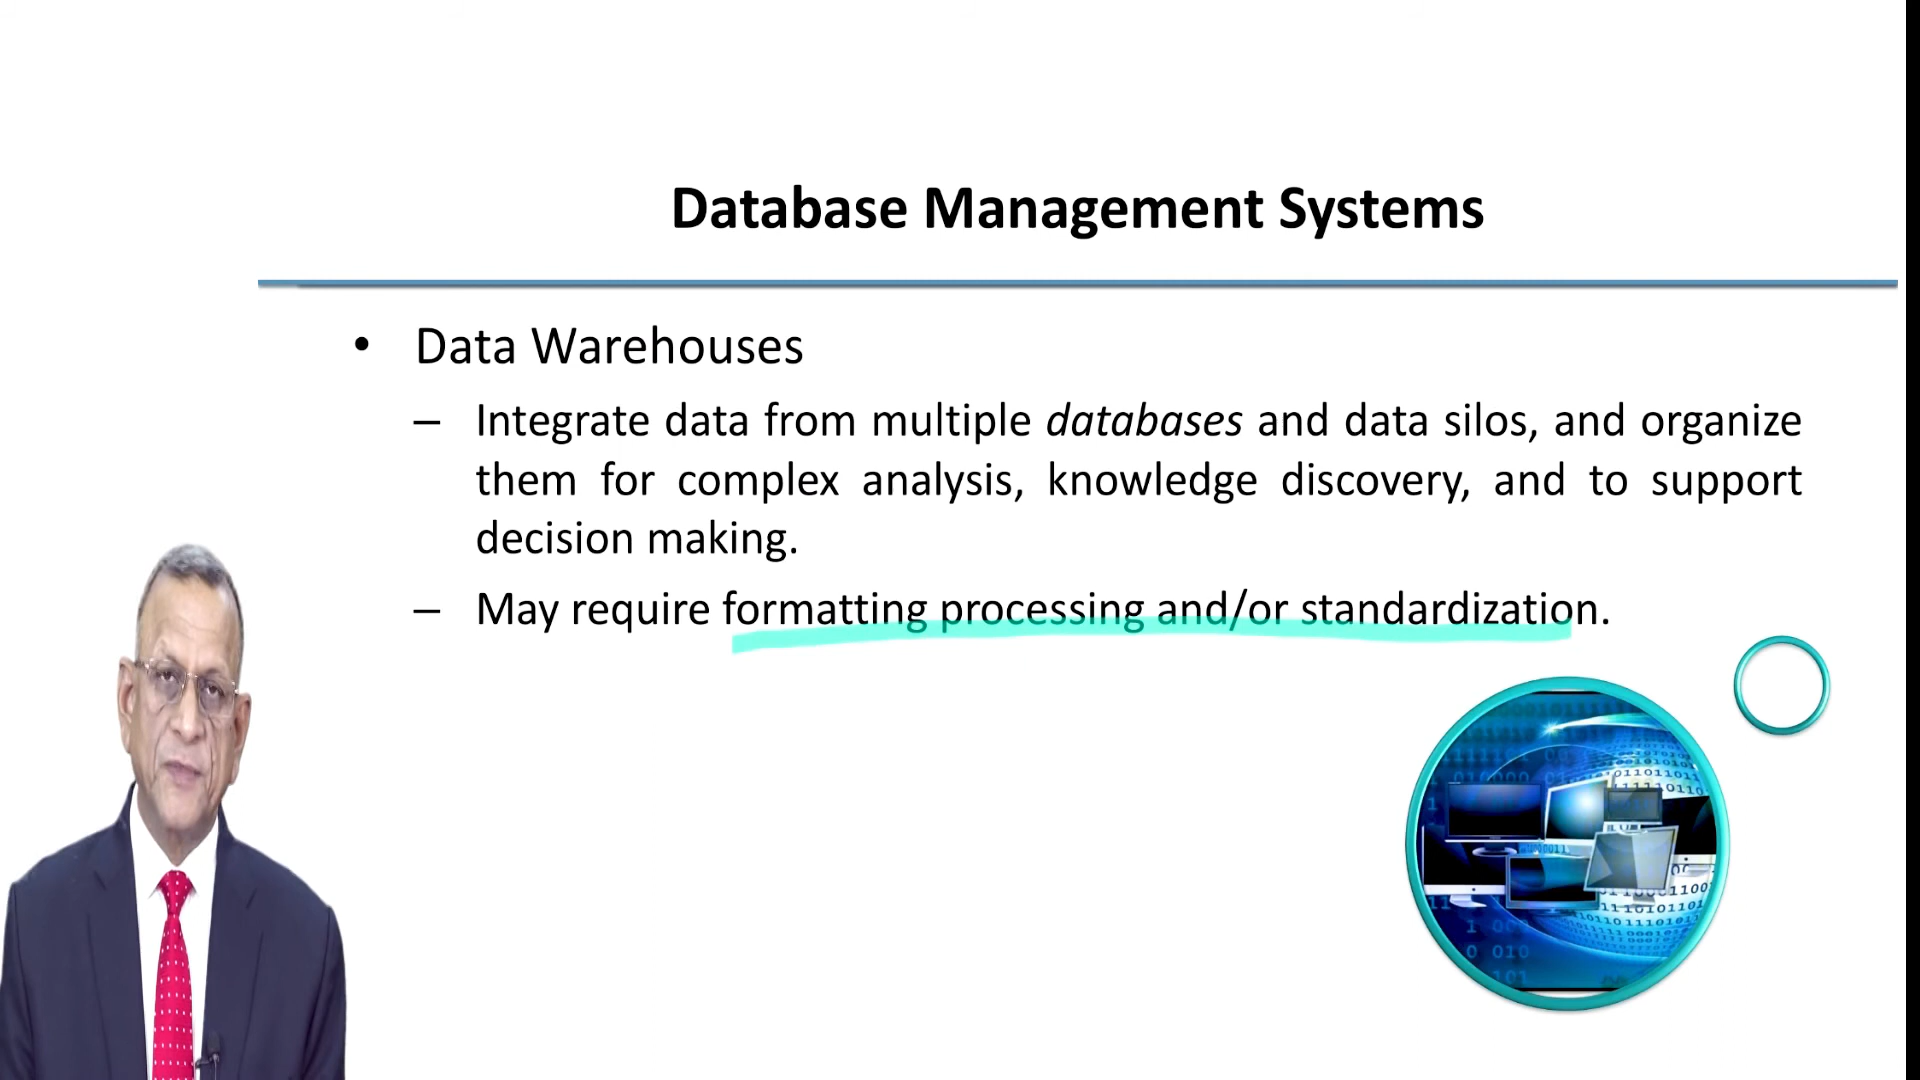 Database Management Systems
• Data Warehouses
– Integrate data from multiple databases and data silos, and organize
them for complex analysis, knowledge discovery, and to support
decision making.
– May require formatting processing and/or standardization.